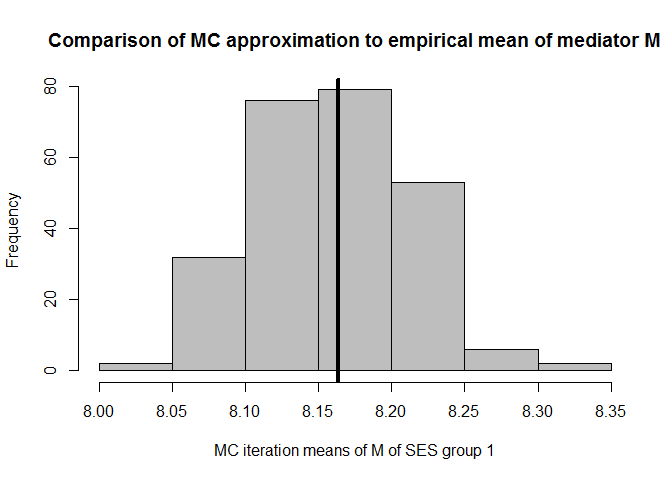 Comparison of MC approximation to empirical mean of mediator M
80
60
40
20
0
Frequency
8.00 8.05 8.10 8.15 8.20 8.25 8.30 8.35
MC iteration means of M of SES group 1